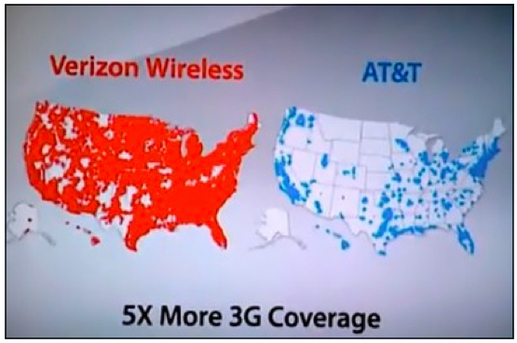 Verizon Wireless
AT&T
5X More 3G Coverage